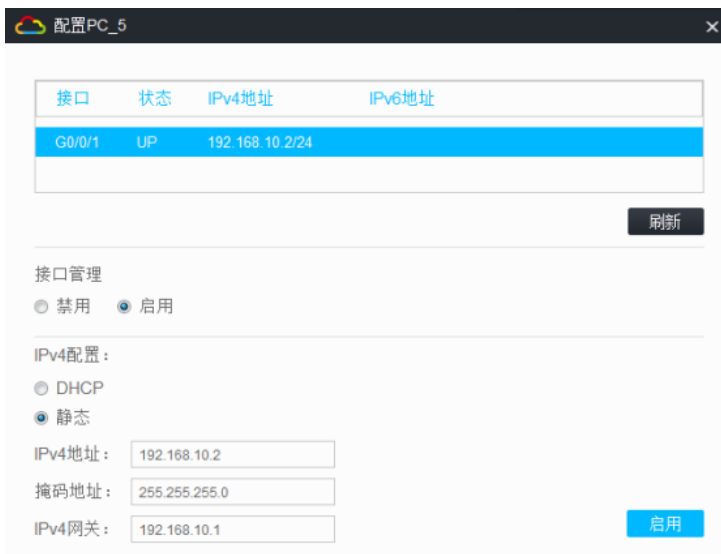 配置PC_5
接口 状态 IPv4地址 IPv6地址
G0/0/1 UP 192.168.10.2/24
刷新
接口管理
禁用 启用
IPv4配置：
DHCP
静态
IPv4地址： 192.168.10.2
掩码地址： 255.255.255.0
IPv4网关： 192.168.10.1
启用